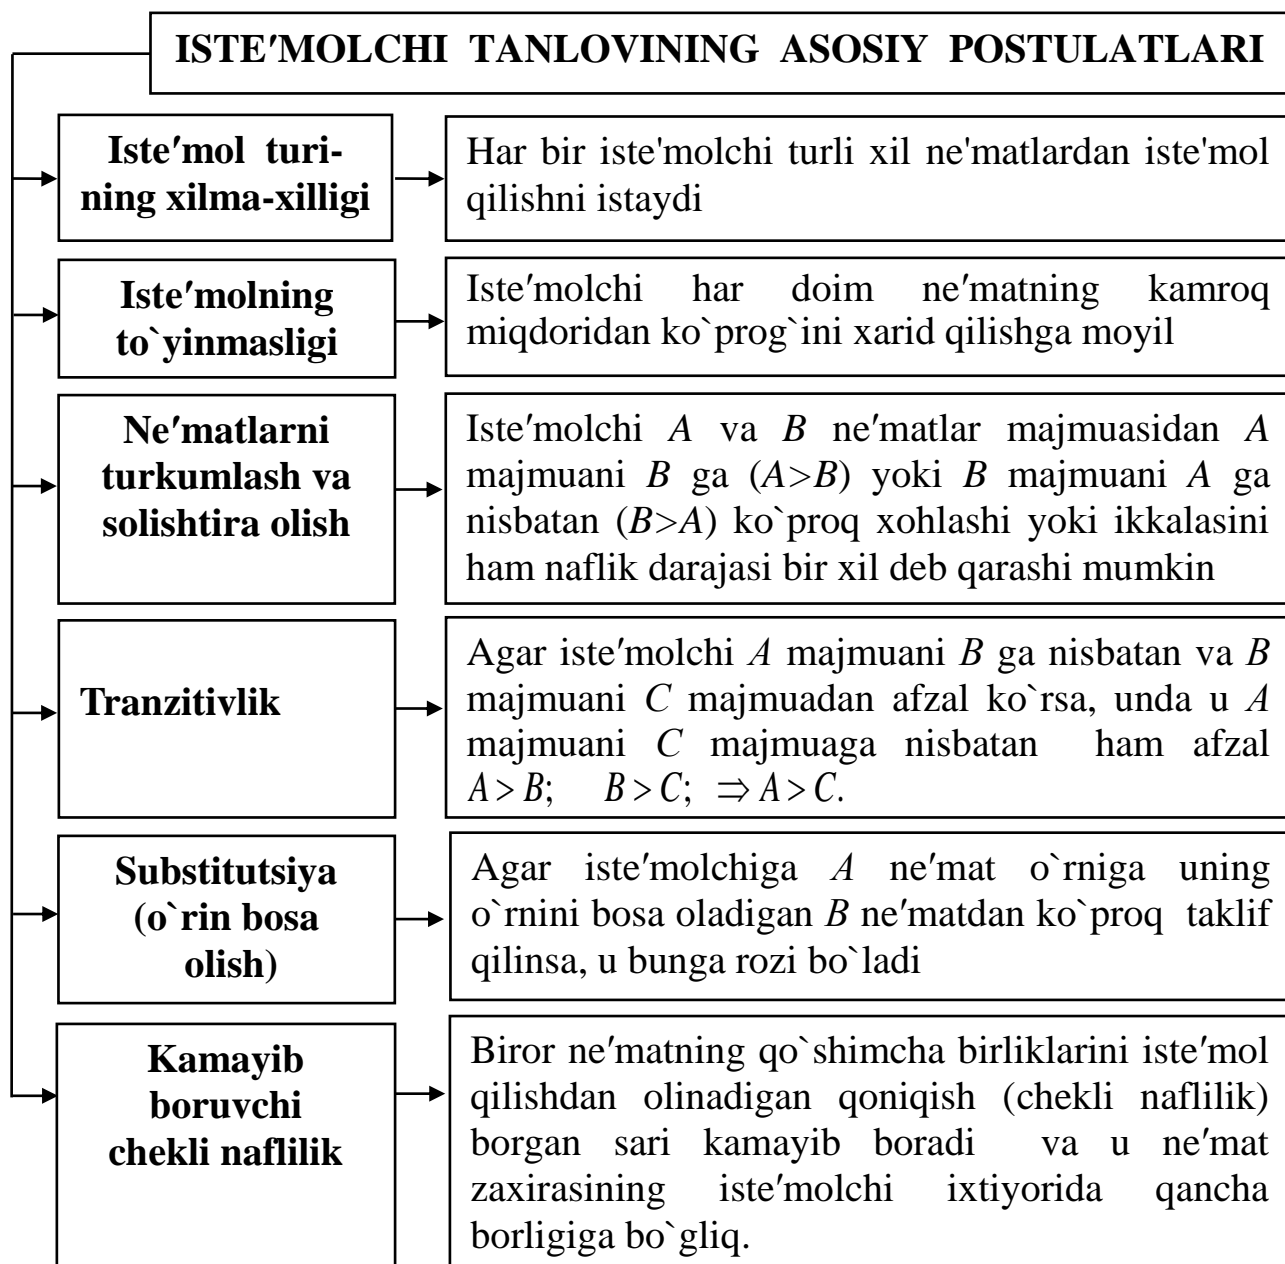 ISTE′MOLCHI TANLOVINING ASOSIY POSTULATLARI
Iste′mol turi-
ning xilma-xilligi
Har bir iste'molchi turli xil ne'matlardan iste'mol
qilishni istaydi
Iste′molning
to`yinmasligi
Iste′molchi har doim ne′matning kamroq
miqdoridan ko`prog`ini xarid qilishga moyil
Ne′matlarni
turkumlash va
solishtira olish
Iste′molchi A va B ne′matlar majmuasidan A
majmuani B ga (A>B) yoki B majmuani A ga
nisbatan (B>A) ko`proq xohlashi yoki ikkalasini
ham naflik darajasi bir xil deb qarashi mumkin
Tranzitivlik
Agar iste′molchi A majmuani B ga nisbatan va B
majmuani C majmuadan afzal ko`rsa, unda u A
majmuani C majmuaga nisbatan ham afzal
A > B; B > C; ⇒ A > C.
Substitutsiya
(o`rin bosa
olish)
Agar iste′molchiga A ne′mat o`rniga uning
o`rnini bosa oladigan B ne′matdan ko`proq taklif
qilinsa, u bunga rozi bo`ladi
Kamayib
boruvchi
chekli naflilik
Biror ne′matning qo`shimcha birliklarini iste′mol
qilishdan olinadigan qoniqish (chekli naflilik)
borgan sari kamayib boradi va u ne′mat
zaxirasining iste′molchi ixtiyorida qancha
borligiga bo`gliq.